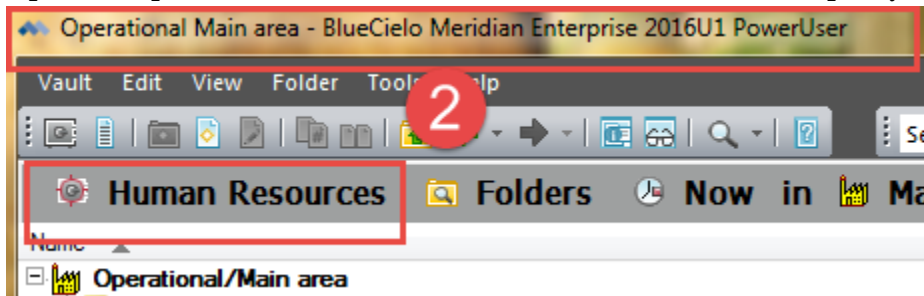 Operational Main area - BlueCielo Meridian Enterprise 2016U1 PowerUser
Vault Edit View Folder
2
Human Resources Folders Now in
Name
Operational/Main area